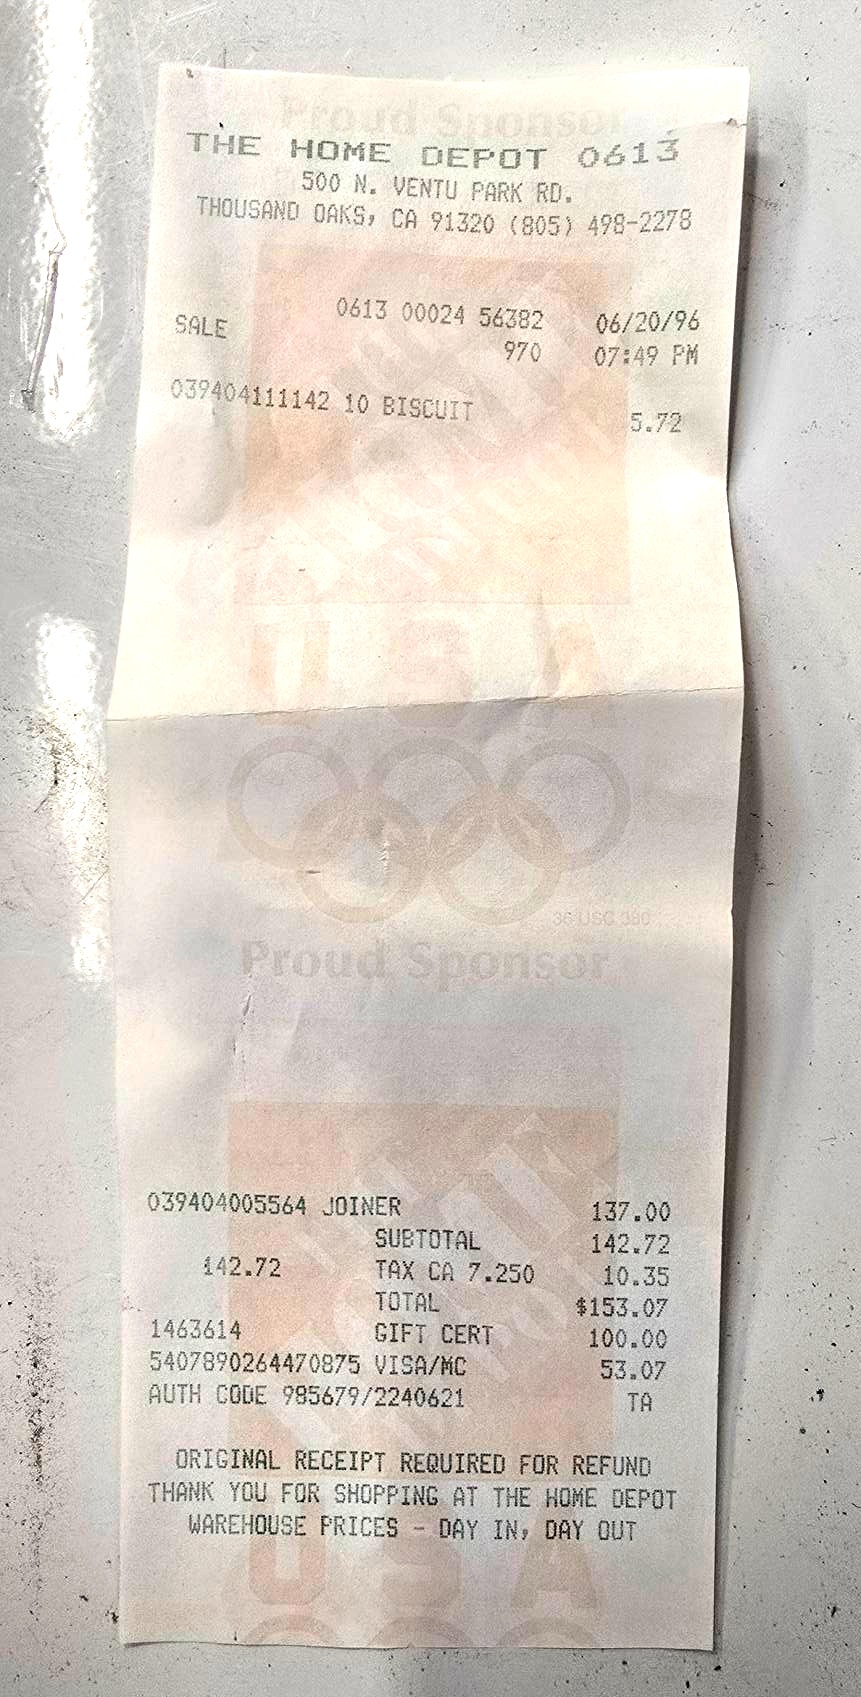 Proud Sponsor
THE HOME DEPOT 0613
500 N. VENTU PARK RD.
THOUSAND OAKS, CA 91320 (805) 498-2278
SALE 0613 00024 56382 06/20/96
970 07:49 PM
039404111142 10 BISCUIT 5.72
USA
36 USC 380
Proud Sponsor
039404005564 JOINER 137.00
SUBTOTAL 142.72
142.72 TAX CA 7.250 10.35
TOTAL $153.07
1463614 GIFT CERT 100.00
5407890264470875 VISA/MC 53.07
AUTH CODE 985679/2240621 TA
ORIGINAL RECEIPT REQUIRED FOR REFUND
THANK YOU FOR SHOPPING AT THE HOME DEPOT
WAREHOUSE PRICES - DAY IN, DAY OUT
USA